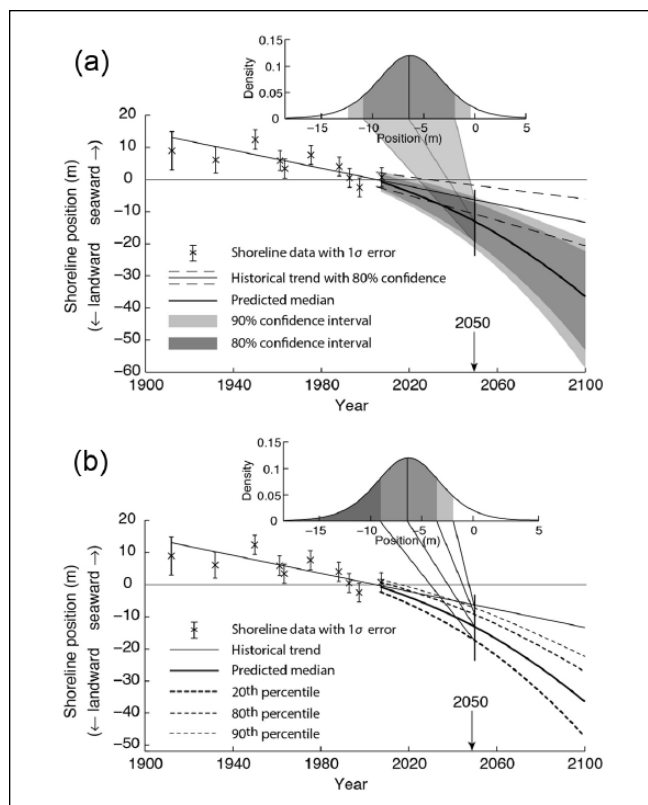 (a)
Density
0.15
0.1
0.05
0
−15
−10
−5
0
5
Position (m)
Shoreline position (m)
(← landward seaward →)
20
10
0
−10
−20
−30
−40
−50
−60
Shoreline data with 1σ error
Historical trend with 80% confidence
Predicted median
90% confidence interval
80% confidence interval
2050
1900
1940
1980
2020
2060
2100
Year
(b)
Density
0.15
0.1
0.05
0
−15
−10
−5
0
5
Position (m)
Shoreline position (m)
(← landward seaward →)
20
10
0
−10
−20
−30
−40
−50
Shoreline data with 1σ error
Historical trend
Predicted median
20th percentile
80th percentile
90th percentile
2050
1900
1940
1980
2020
2060
2100
Year